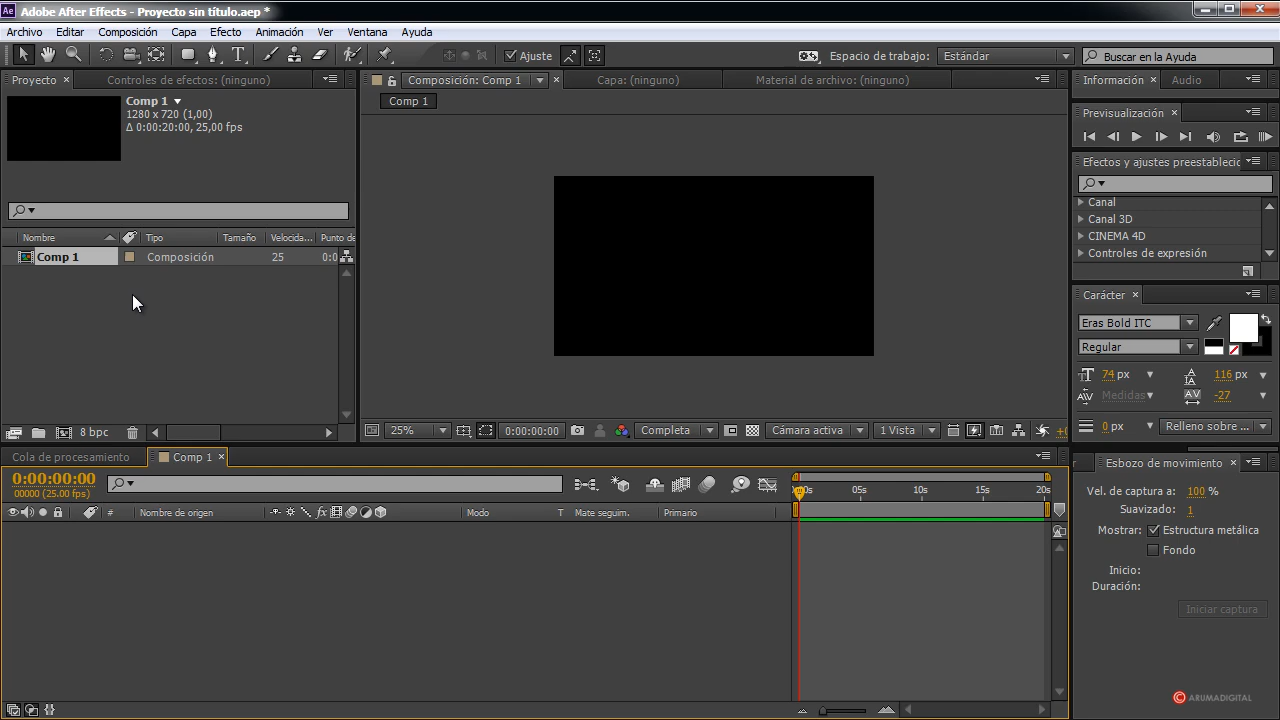 Ae Adobe After Effects - Proyecto sin título.aep *
Archivo Editar Composición Capa Efecto Animación Ver Ventana Ayuda
Ajuste Espacio de trabajo: Estándar Buscar en la Ayuda
Proyecto Controles de efectos: (ninguno)
Composición: Comp 1 Capa: (ninguno) Material de archivo: (ninguno)
Información Audio
Comp 1
1280 x 720 (1,00)
Δ 0:00:20:00, 25,00 fps
Comp 1
Previsualización
Efectos y ajustes preestablecic
Canal
Canal 3D
CINEMA 4D
Controles de expresión
Nombre Tipo Tamaño Velocida... Punto de
Comp 1 Composición 25 0:0
Carácter
Eras Bold ITC
Regular
74 px 116 px
Medidas -27
0 px Relleno sobre ...
8 bpc
25% 0:00:00:00 Completa Cámara activa 1 Vista +0
Cola de procesamiento Comp 1
0:00:00:00
00000 (25.00 fps)
:00s 05s 10s 15s 20s
# Nombre de origen fx Modo T Mate seguim. Primario
Esbozo de movimiento
Vel. de captura a: 100 %
Suavizado: 1
Mostrar: Estructura metálica
Fondo
Inicio:
Duración:
Iniciar captura
© ARUMADIGITAL